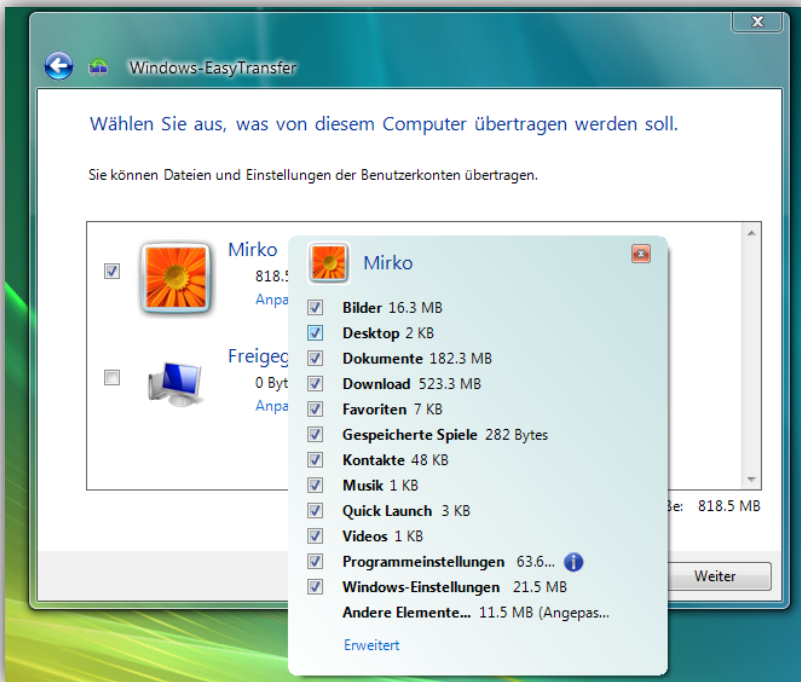 Windows-EasyTransfer
Wählen Sie aus, was von diesem Computer übertragen werden soll.
Sie können Dateien und Einstellungen der Benutzerkonten übertragen.
Mirko
818.5
Anpa
Freigeg
0 Byt
Anpa
Mirko
Bilder 16.3 MB
Desktop 2 KB
Dokumente 182.3 MB
Download 523.3 MB
Favoriten 7 KB
Gespeicherte Spiele 282 Bytes
Kontakte 48 KB
Musik 1 KB
Quick Launch 3 KB
Videos 1 KB
Programmeinstellungen 63.6...
Windows-Einstellungen 21.5 MB
Andere Elemente... 11.5 MB (Angepas...
Erweitert
ße: 818.5 MB
Weiter